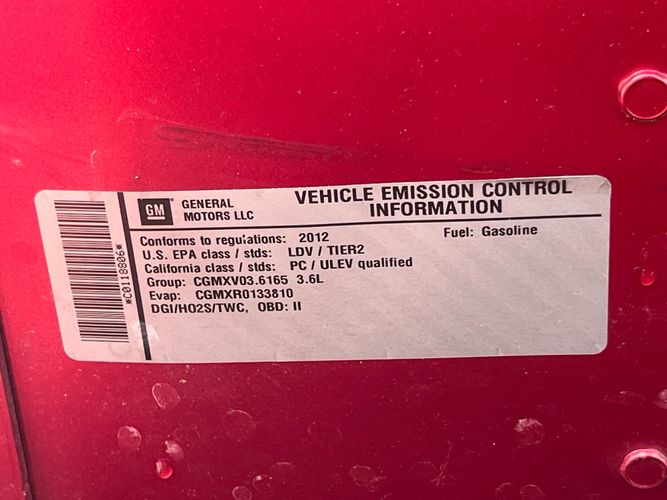 GM
GENERAL
MOTORS LLC
VEHICLE EMISSION CONTROL
INFORMATION
Conforms to regulations: 2012
Fuel: Gasoline
U.S. EPA class / stds: LDV / TIER2
California class / stds: PC / ULEV qualified
Group: CGMXV03.6165 3.6L
Evap: CGMXR0133810
DGI/HO2S/TWC, OBD: II
*C0118806*